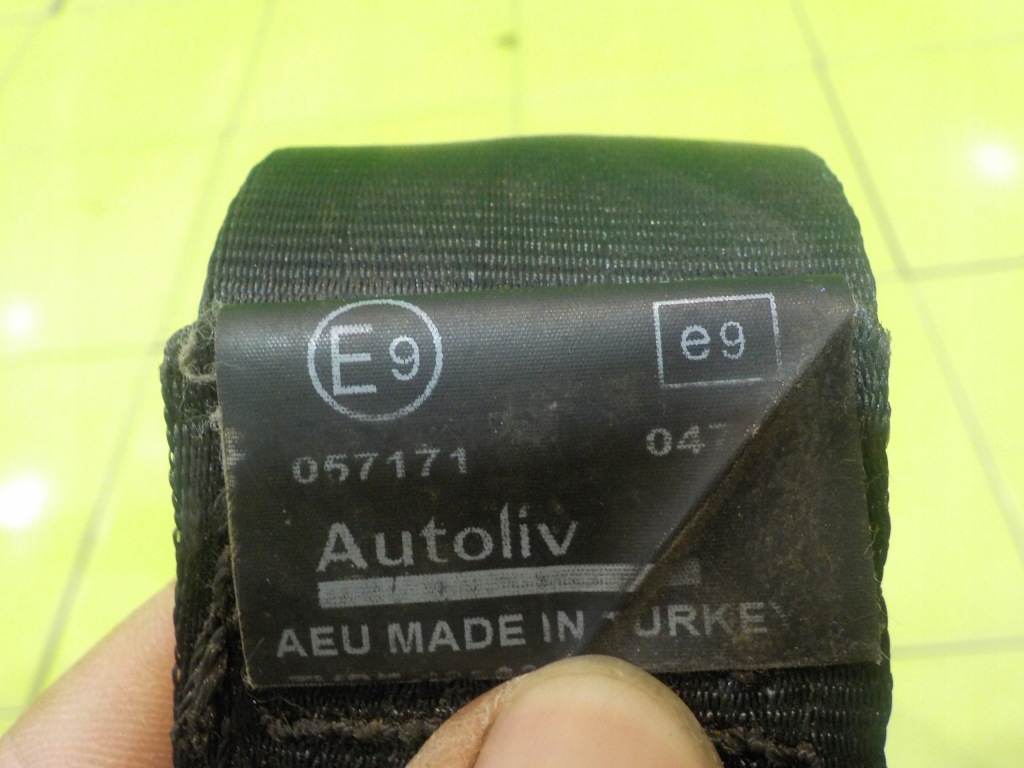 E9 e9
057171 047
Autoliv
AEU MADE IN TURKEY